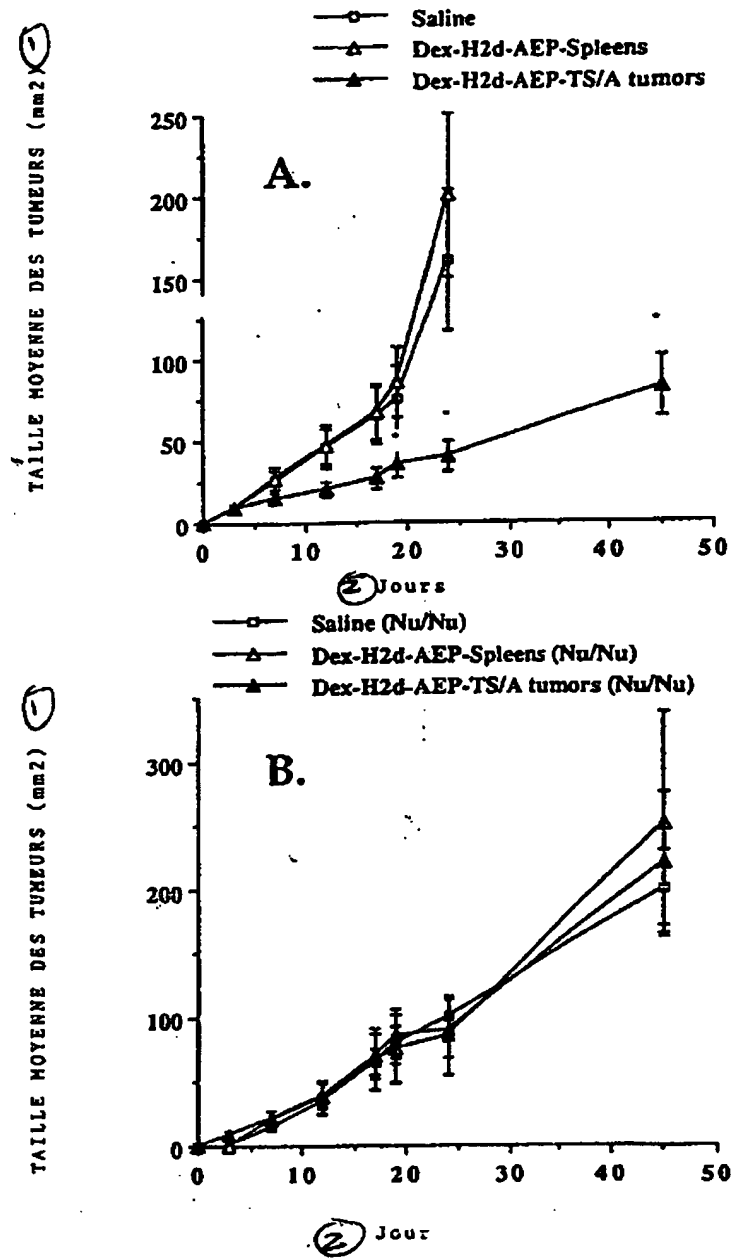 Saline
Dex-H2d-AEP-Spleens
Dex-H2d-AEP-TS/A tumors
TAILLE MOYENNE DES TUMEURS (mm2) 1
A.
250
200
150
100
50
0
0 10 20 30 40 50
2 Jours
Saline (Nu/Nu)
Dex-H2d-AEP-Spleens (Nu/Nu)
Dex-H2d-AEP-TS/A tumors (Nu/Nu)
TAILLE MOYENNE DES TUMEURS (mm2) 1
B.
300
200
100
0
0 10 20 30 40 50
2 Jour